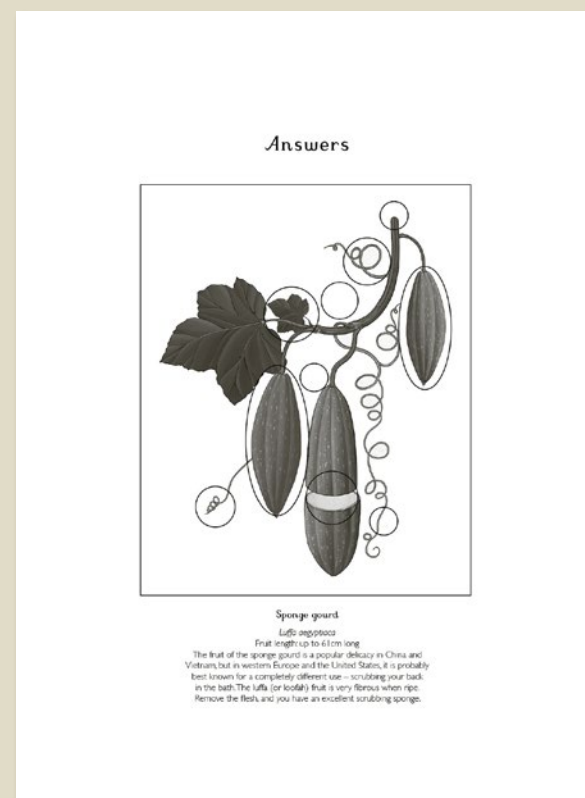 Answers
Sponge gourd
Luffa aegyptiaca
Fruit length: up to 61cm long
The fruit of the sponge gourd is a popular delicacy in China and
Vietnam, but in western Europe and the United States, it is probably
best known for a completely different use – scrubbing your back
in the bath. The luffa (or loofah) fruit is very fibrous when ripe.
Remove the flesh, and you have an excellent scrubbing sponge.